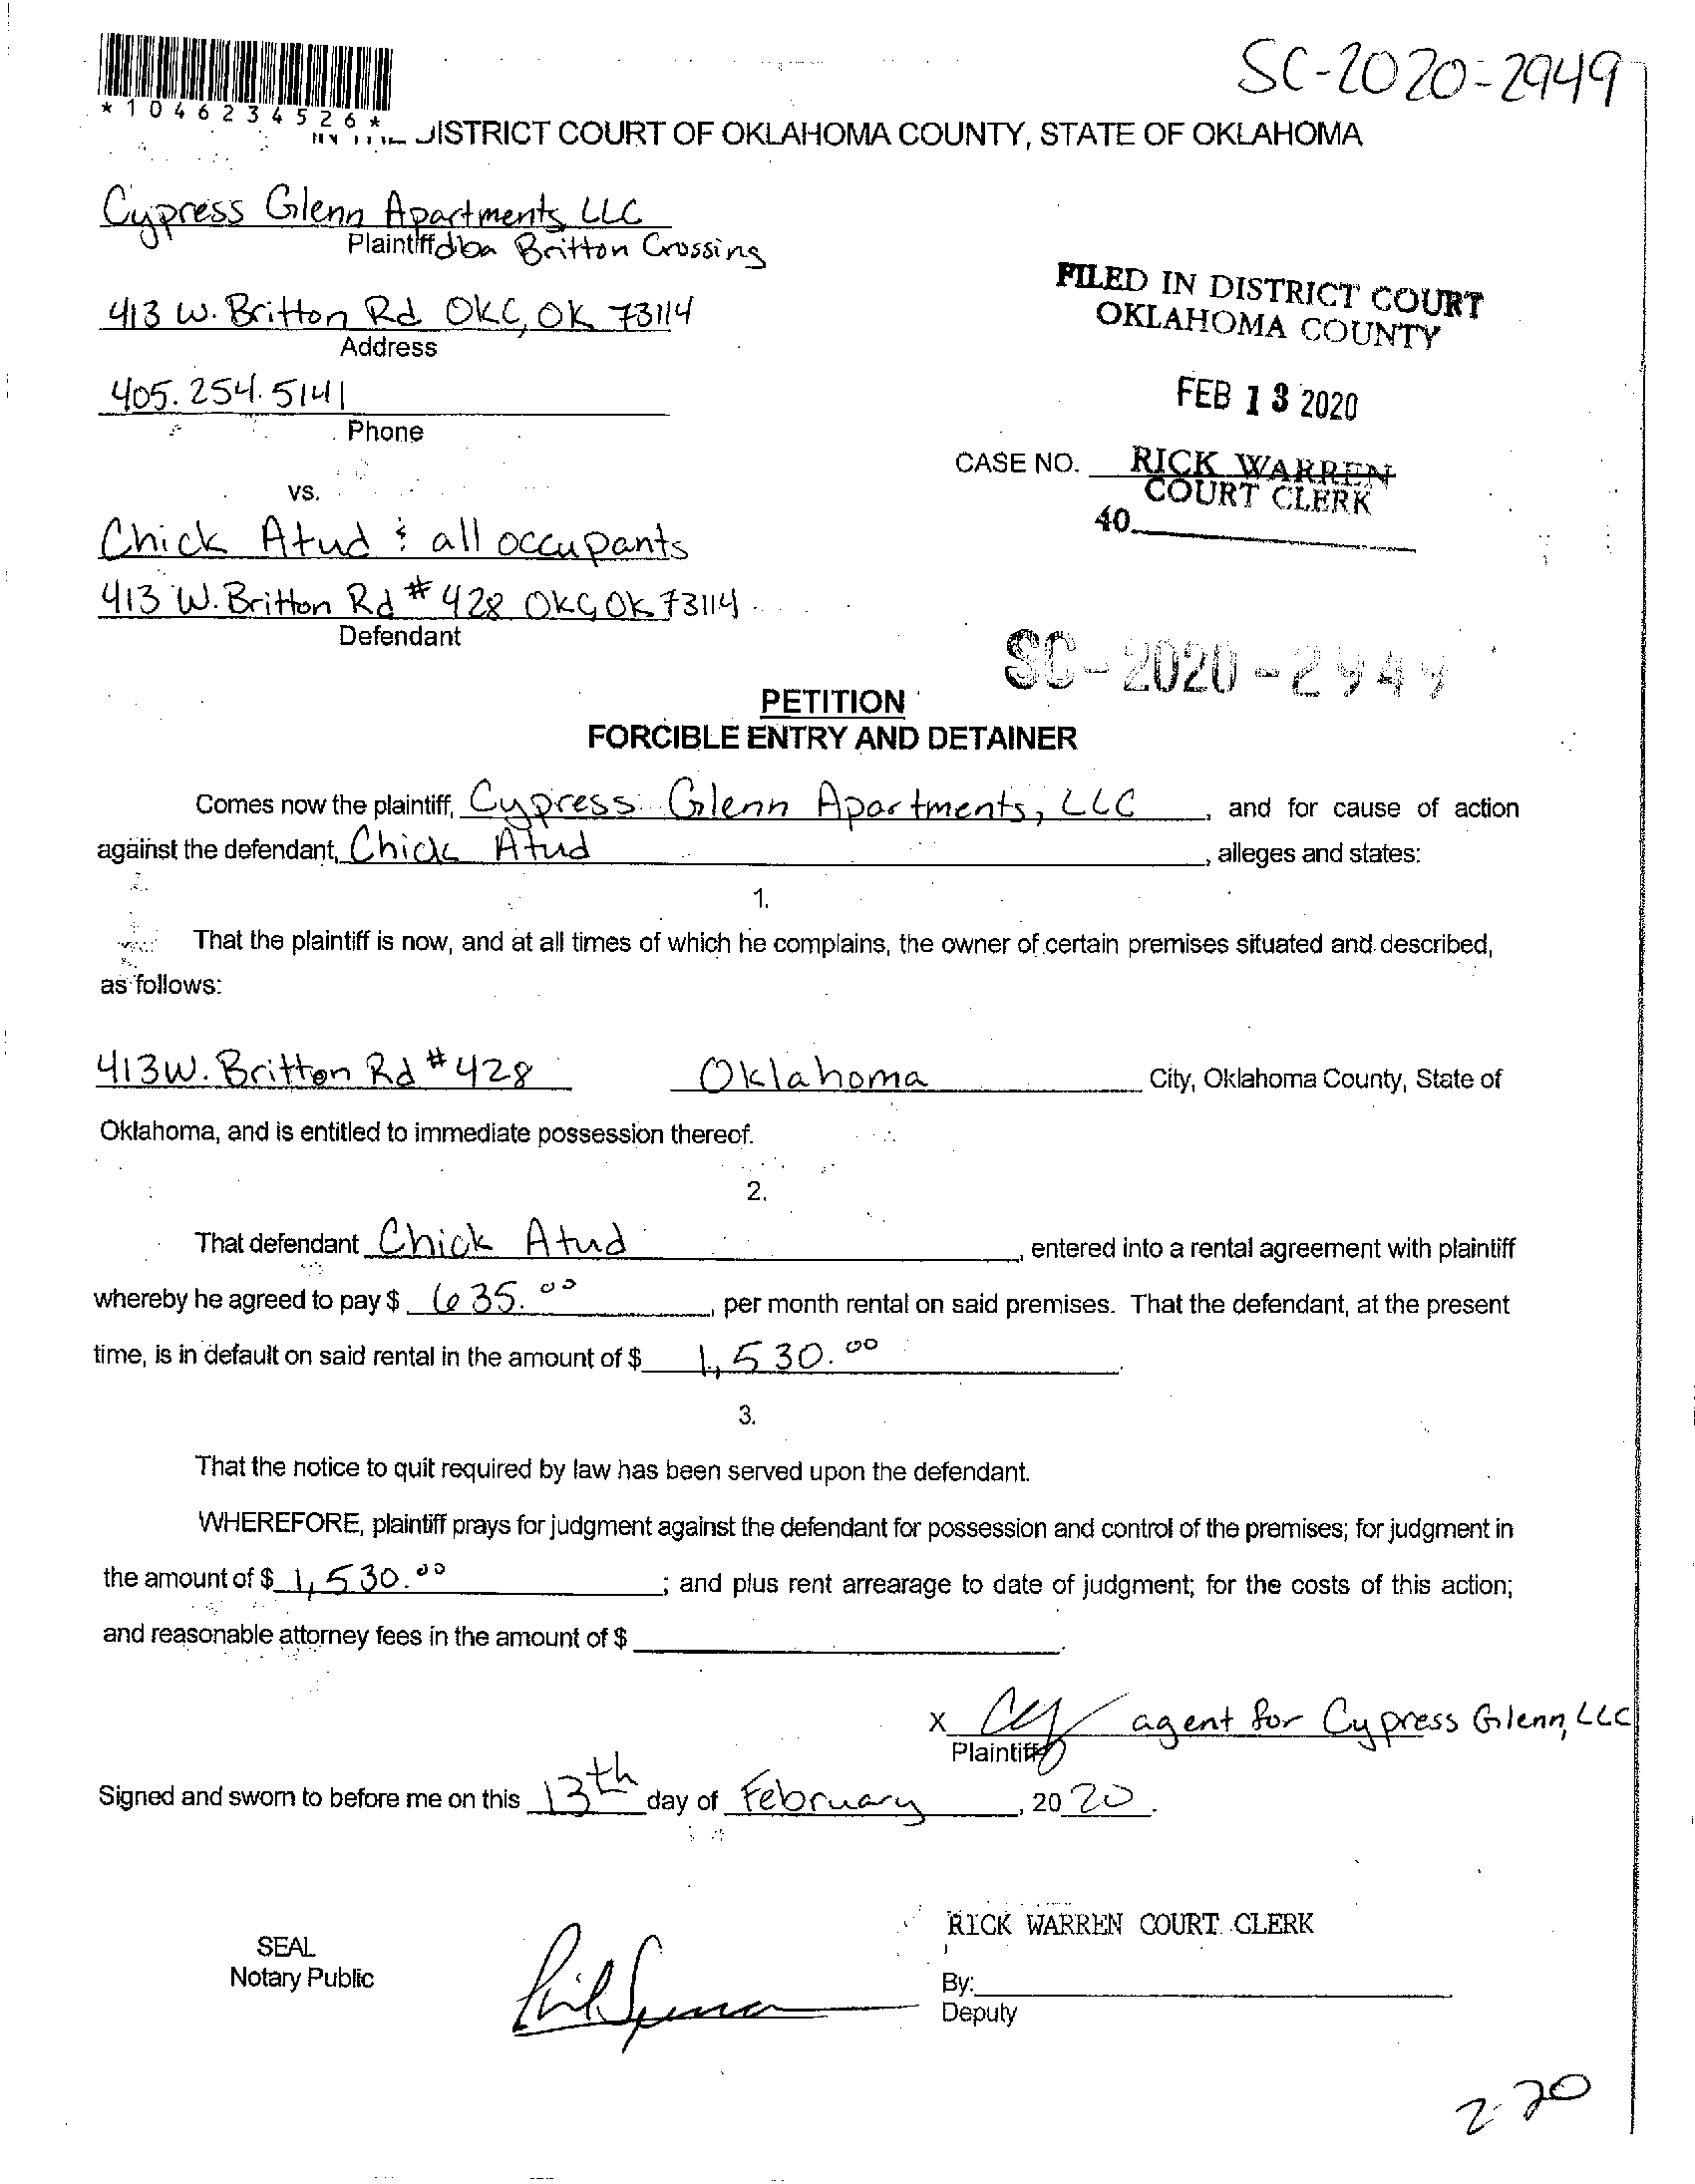 SC-2020-2949
*1046234526*
DISTRICT COURT OF OKLAHOMA COUNTY, STATE OF OKLAHOMA
Cypress Glenn Apartments LLC
Plaintiff dba Britton Crossing
413 W. Britton Rd OKC, OK 73114
Address
405.254.5141
Phone
FILED IN DISTRICT COURT
OKLAHOMA COUNTY
FEB 13 2020
CASE NO. RICK WARREN
COURT CLERK
40
vs.
Chick Atud & all occupants
413 W. Britton Rd #428 OKC, OK 73114
Defendant
SC-2020-2949
PETITION
FORCIBLE ENTRY AND DETAINER
Comes now the plaintiff, Cypress Glenn Apartments, LLC, and for cause of action
against the defendant, Chick Atud, alleges and states:
1.
That the plaintiff is now, and at all times of which he complains, the owner of certain premises situated and described,
as follows:
413 W. Britton Rd #428 Oklahoma City, Oklahoma County, State of
Oklahoma, and is entitled to immediate possession thereof.
2.
That defendant Chick Atud, entered into a rental agreement with plaintiff
whereby he agreed to pay $ 635.00, per month rental on said premises. That the defendant, at the present
time, is in default on said rental in the amount of $ 1,530.00.
3.
That the notice to quit required by law has been served upon the defendant.
WHEREFORE, plaintiff prays for judgment against the defendant for possession and control of the premises; for judgment in
the amount of $ 1,530.00; and plus rent arrearage to date of judgment; for the costs of this action;
and reasonable attorney fees in the amount of $
X agent for Cypress Glenn, LLC
Plaintiff
Signed and sworn to before me on this 13th day of February, 2020.
RICK WARREN COURT CLERK
SEAL
Notary Public
By:
Deputy
2-20